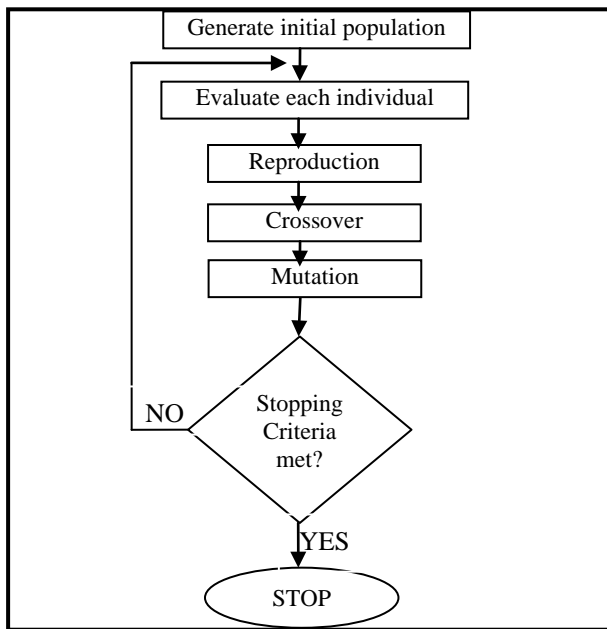 Generate initial population
Evaluate each individual
Reproduction
Crossover
Mutation
Stopping
Criteria
met?
NO
YES
STOP